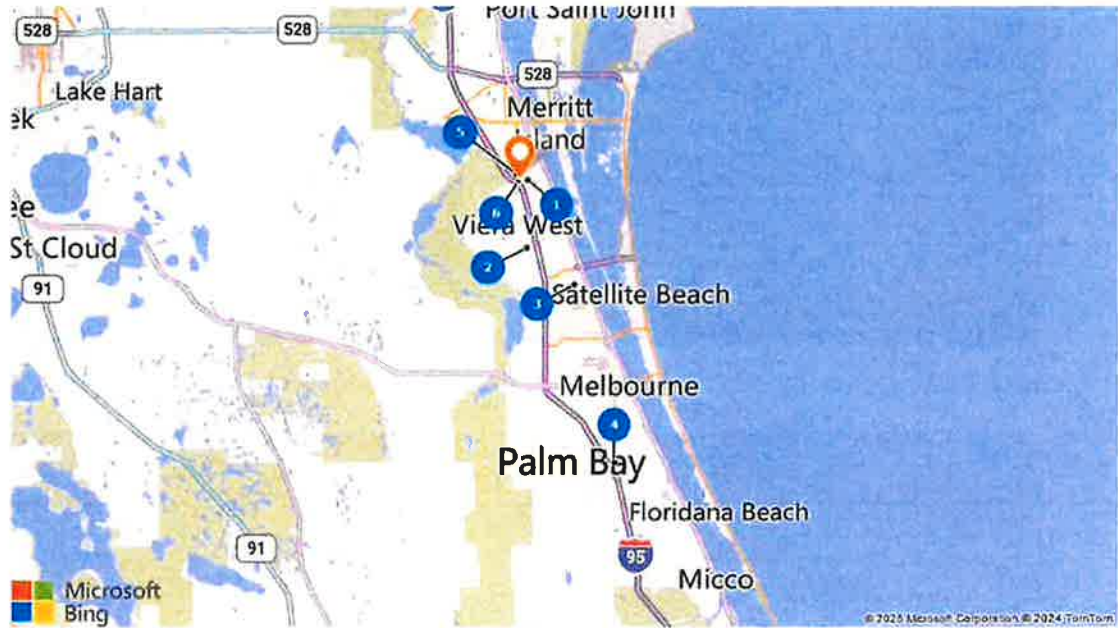 Port Saint John
528
528
528
Lake Hart
ek
Merritt
land
5
1
6
ee
Viera West
St Cloud
2
91
3
Satellite Beach
Melbourne
4
Palm Bay
Floridana Beach
91
95
Micco
Microsoft
Bing
© 2025 Microsoft Corporation © 2024 TomTom